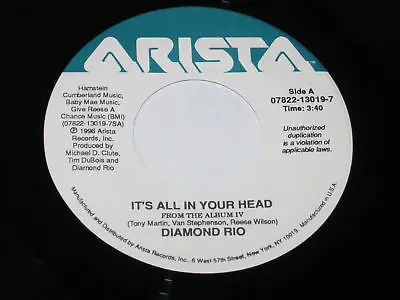 ARISTA
Hamstein
Cumberland Music,
Baby Mae Music,
Give Reese A
Chance Music (BMI)
(07822-13019-7SA)
℗ 1996 Arista
Records, Inc.
Produced by
Michael D. Clute,
Tim DuBois and
Diamond Rio
Side A
07822-13019-7
Time: 3:40
Unauthorized
duplication
is a violation of
applicable laws.
IT'S ALL IN YOUR HEAD
FROM THE ALBUM IV
(Tony Martin, Van Stephenson, Reese Wilson)
DIAMOND RIO
Manufactured and Distributed by Arista Records, Inc., 6 West 57th Street, New York, NY 10019. Manufactured in U.S.A.